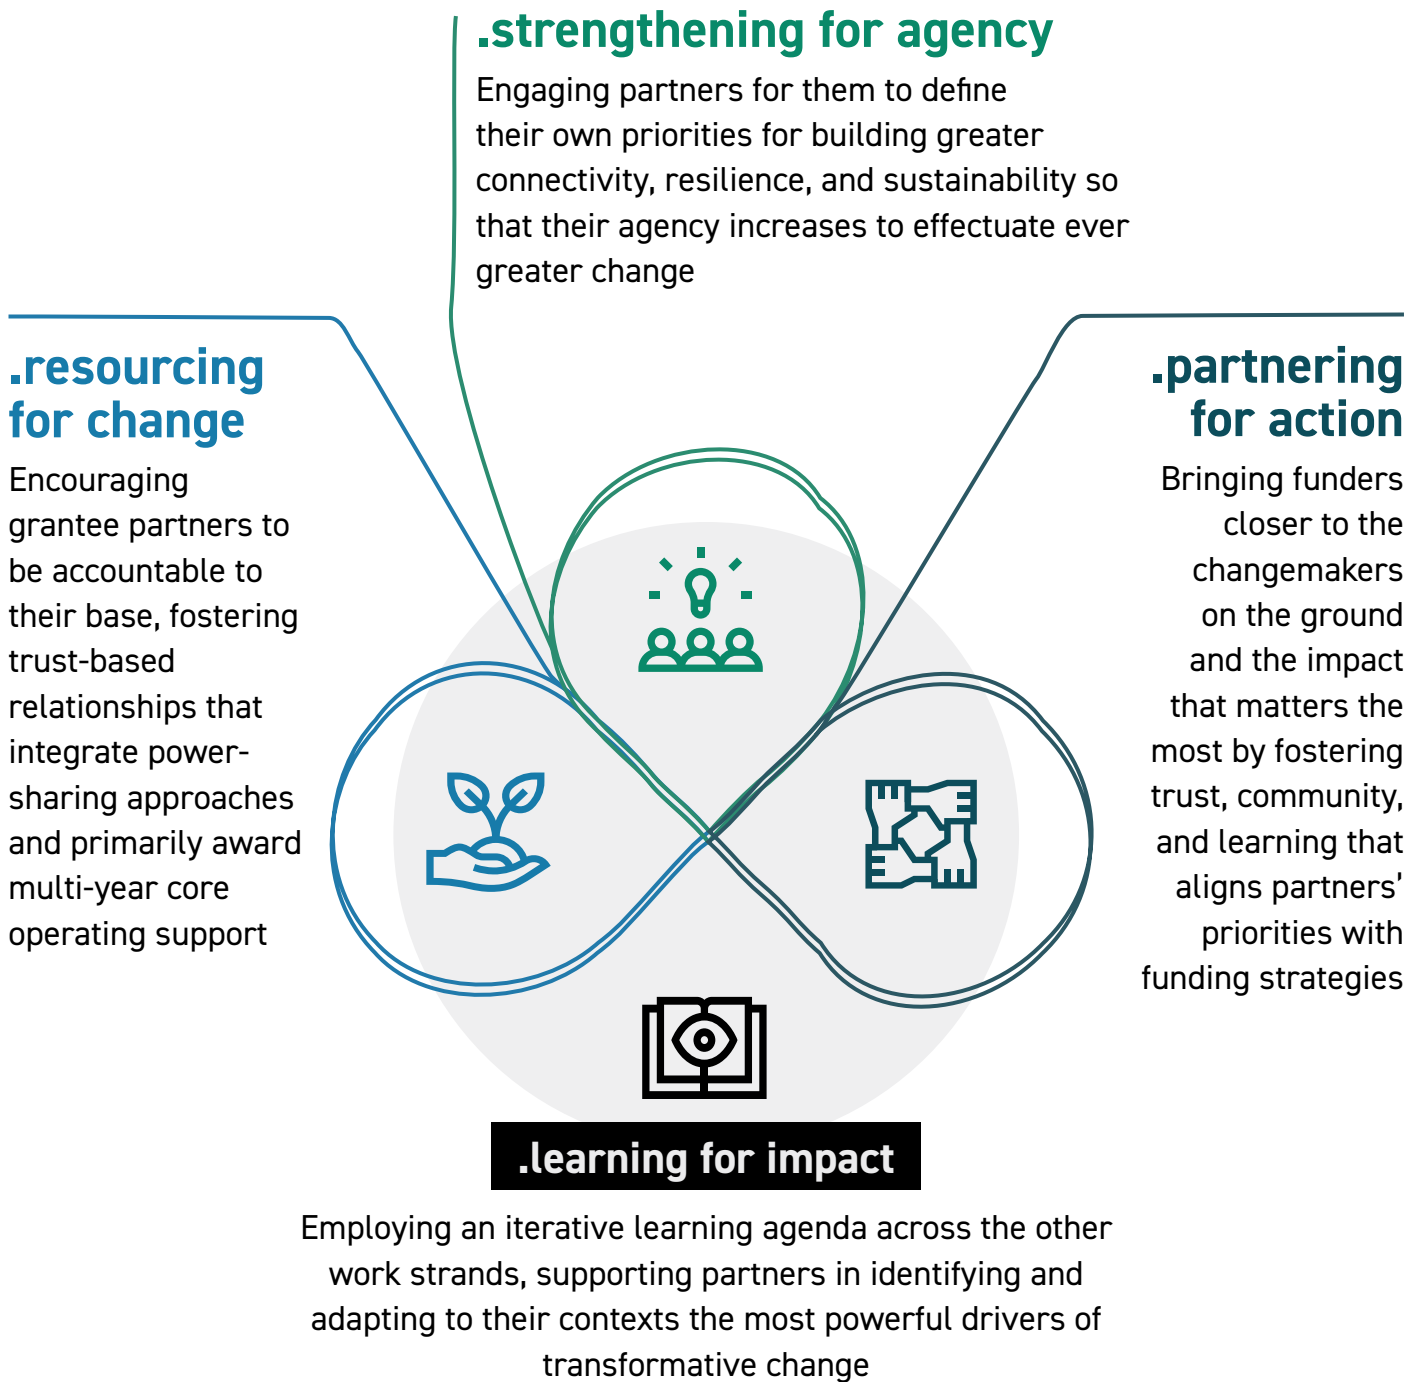 .strengthening for agency
Engaging partners for them to define
their own priorities for building greater
connectivity, resilience, and sustainability so
that their agency increases to effectuate ever
greater change
.resourcing
for change
Encouraging
grantee partners to
be accountable to
their base, fostering
trust-based
relationships that
integrate power-
sharing approaches
and primarily award
multi-year core
operating support
.partnering
for action
Bringing funders
closer to the
changemakers
on the ground
and the impact
that matters the
most by fostering
trust, community,
and learning that
aligns partners’
priorities with
funding strategies
.learning for impact
Employing an iterative learning agenda across the other
work strands, supporting partners in identifying and
adapting to their contexts the most powerful drivers of
transformative change